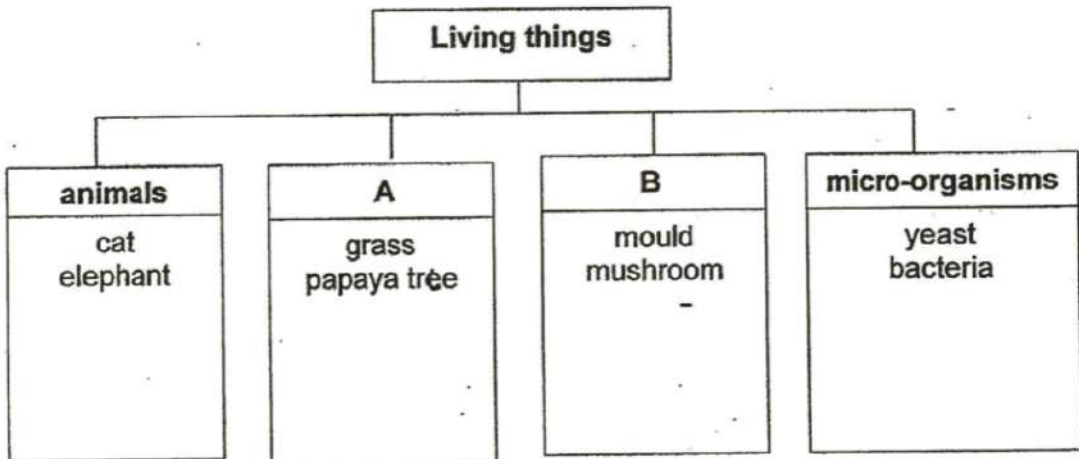 Living things
animals
cat
elephant
A
grass
papaya tree
B
mould
mushroom
micro-organisms
yeast
bacteria